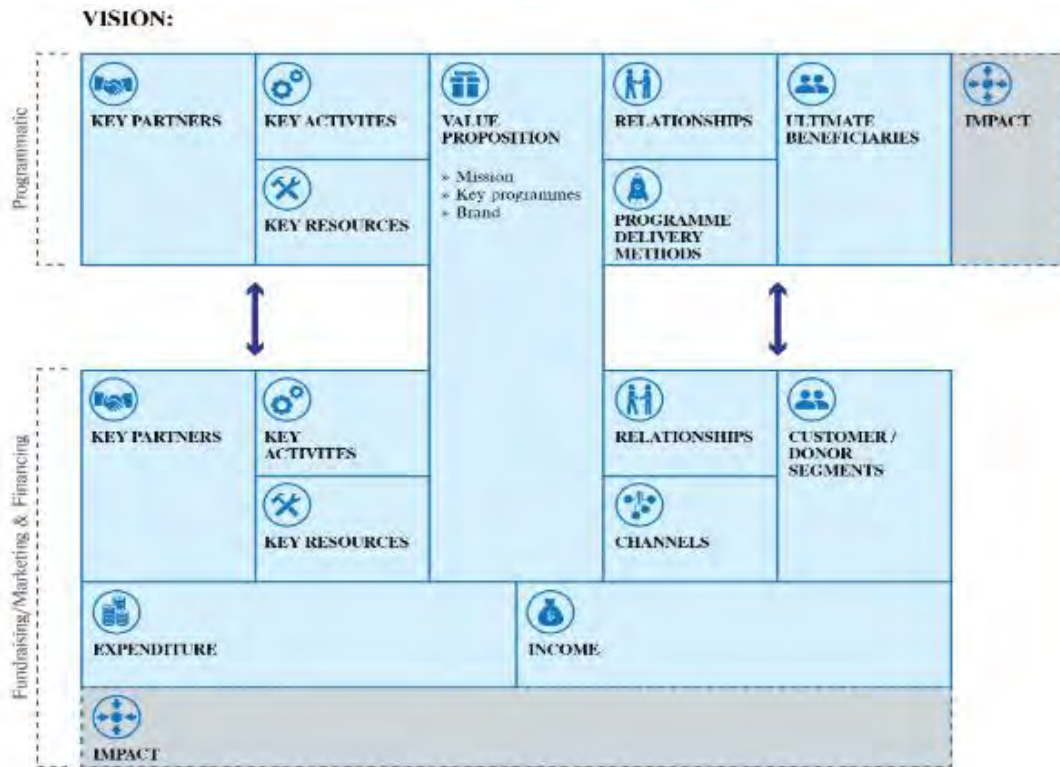 VISION:
Programmatic
KEY PARTNERS
KEY ACTIVITES
KEY RESOURCES
VALUE
PROPOSITION
» Mission
» Key programmes
» Brand
RELATIONSHIPS
PROGRAMME
DELIVERY
METHODS
ULTIMATE
BENEFICIARIES
IMPACT
Fundraising/Marketing & Financing
KEY PARTNERS
KEY
ACTIVITES
KEY RESOURCES
RELATIONSHIPS
CHANNELS
CUSTOMER /
DONOR
SEGMENTS
EXPENDITURE
INCOME
IMPACT